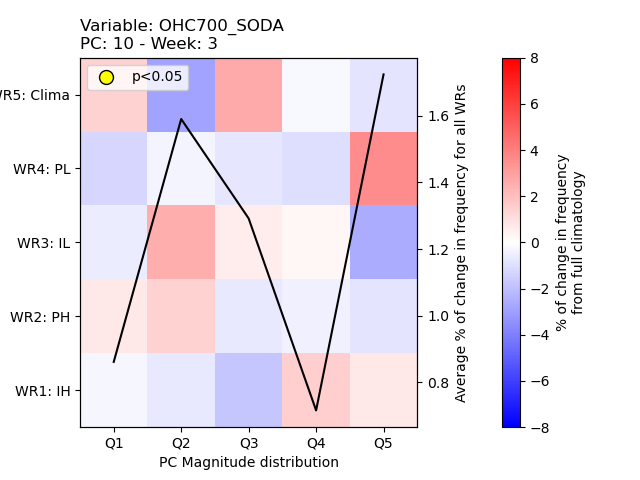 Variable: OHC700_SODA
PC: 10 - Week: 3
p<0.05
WR5: Clima
WR4: PL
WR3: IL
WR2: PH
WR1: IH
Q1 Q2 Q3 Q4 Q5
PC Magnitude distribution
1.6
1.4
1.2
1.0
0.8
Average % of change in frequency for all WRs
8
6
4
2
0
−2
−4
−6
−8
% of change in frequency
from full climatology